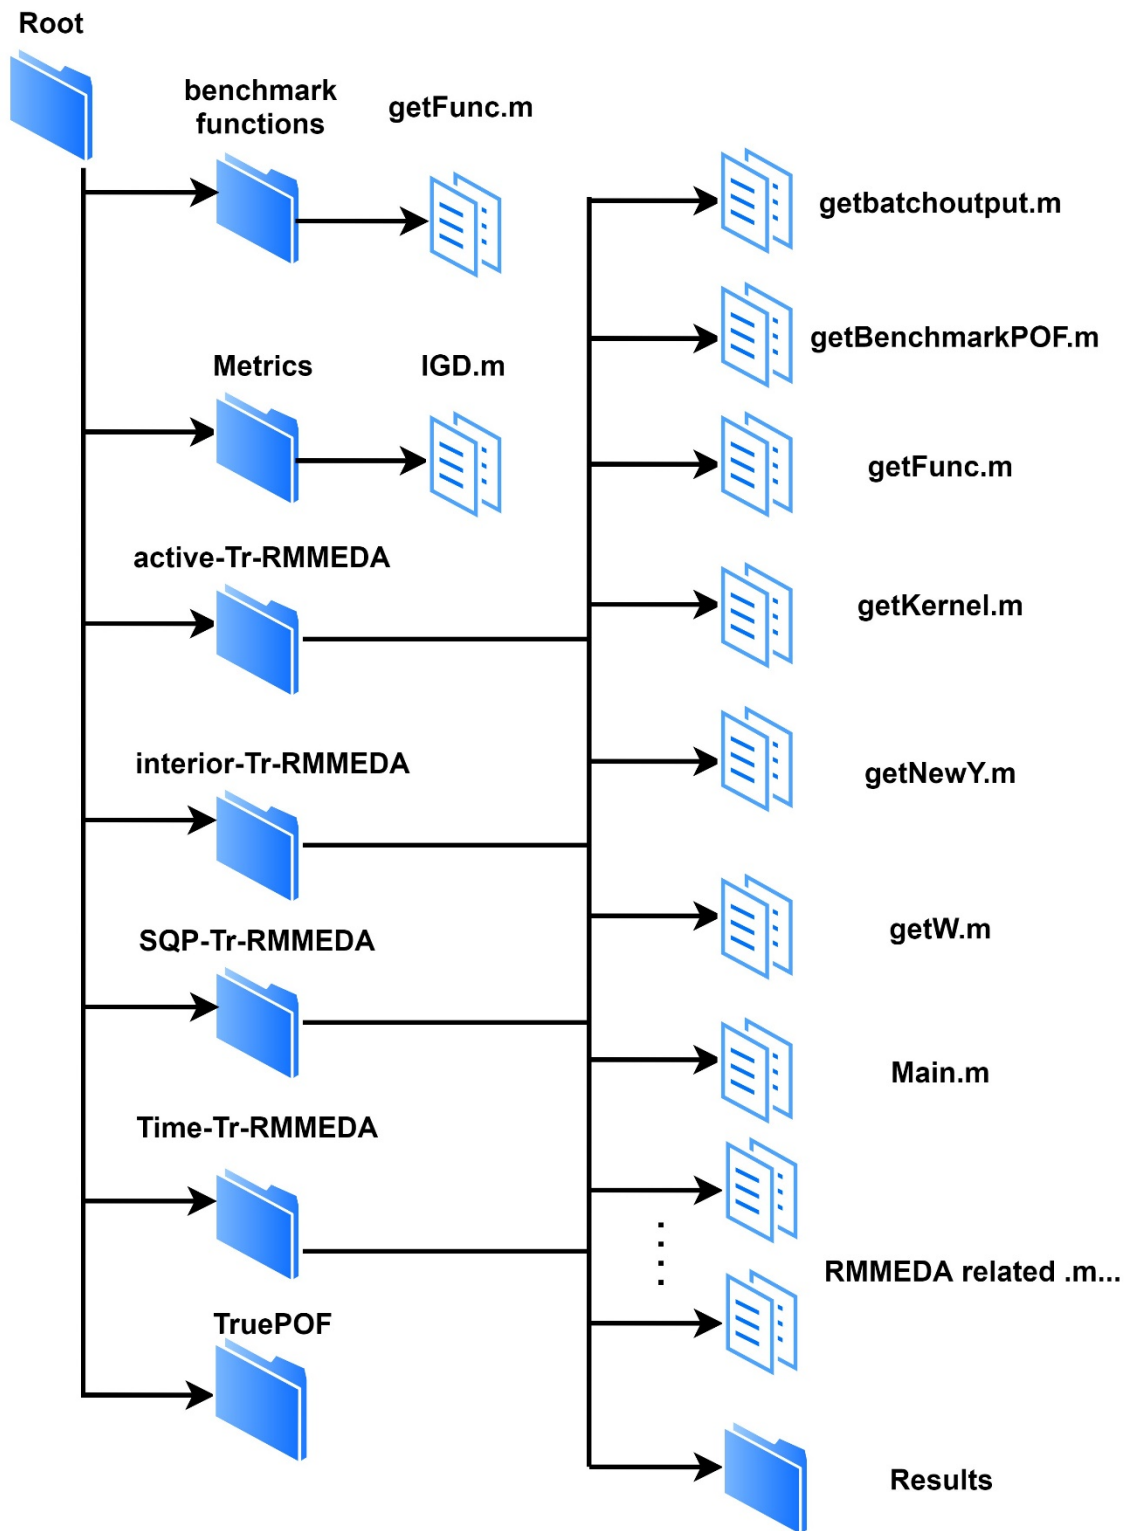 Root
benchmark
functions
getFunc.m
Metrics
IGD.m
active-Tr-RMMEDA
interior-Tr-RMMEDA
SQP-Tr-RMMEDA
Time-Tr-RMMEDA
TruePOF
getbatchoutput.m
getBenchmarkPOF.m
getFunc.m
getKernel.m
getNewY.m
getW.m
Main.m
RMMEDA related .m...
Results